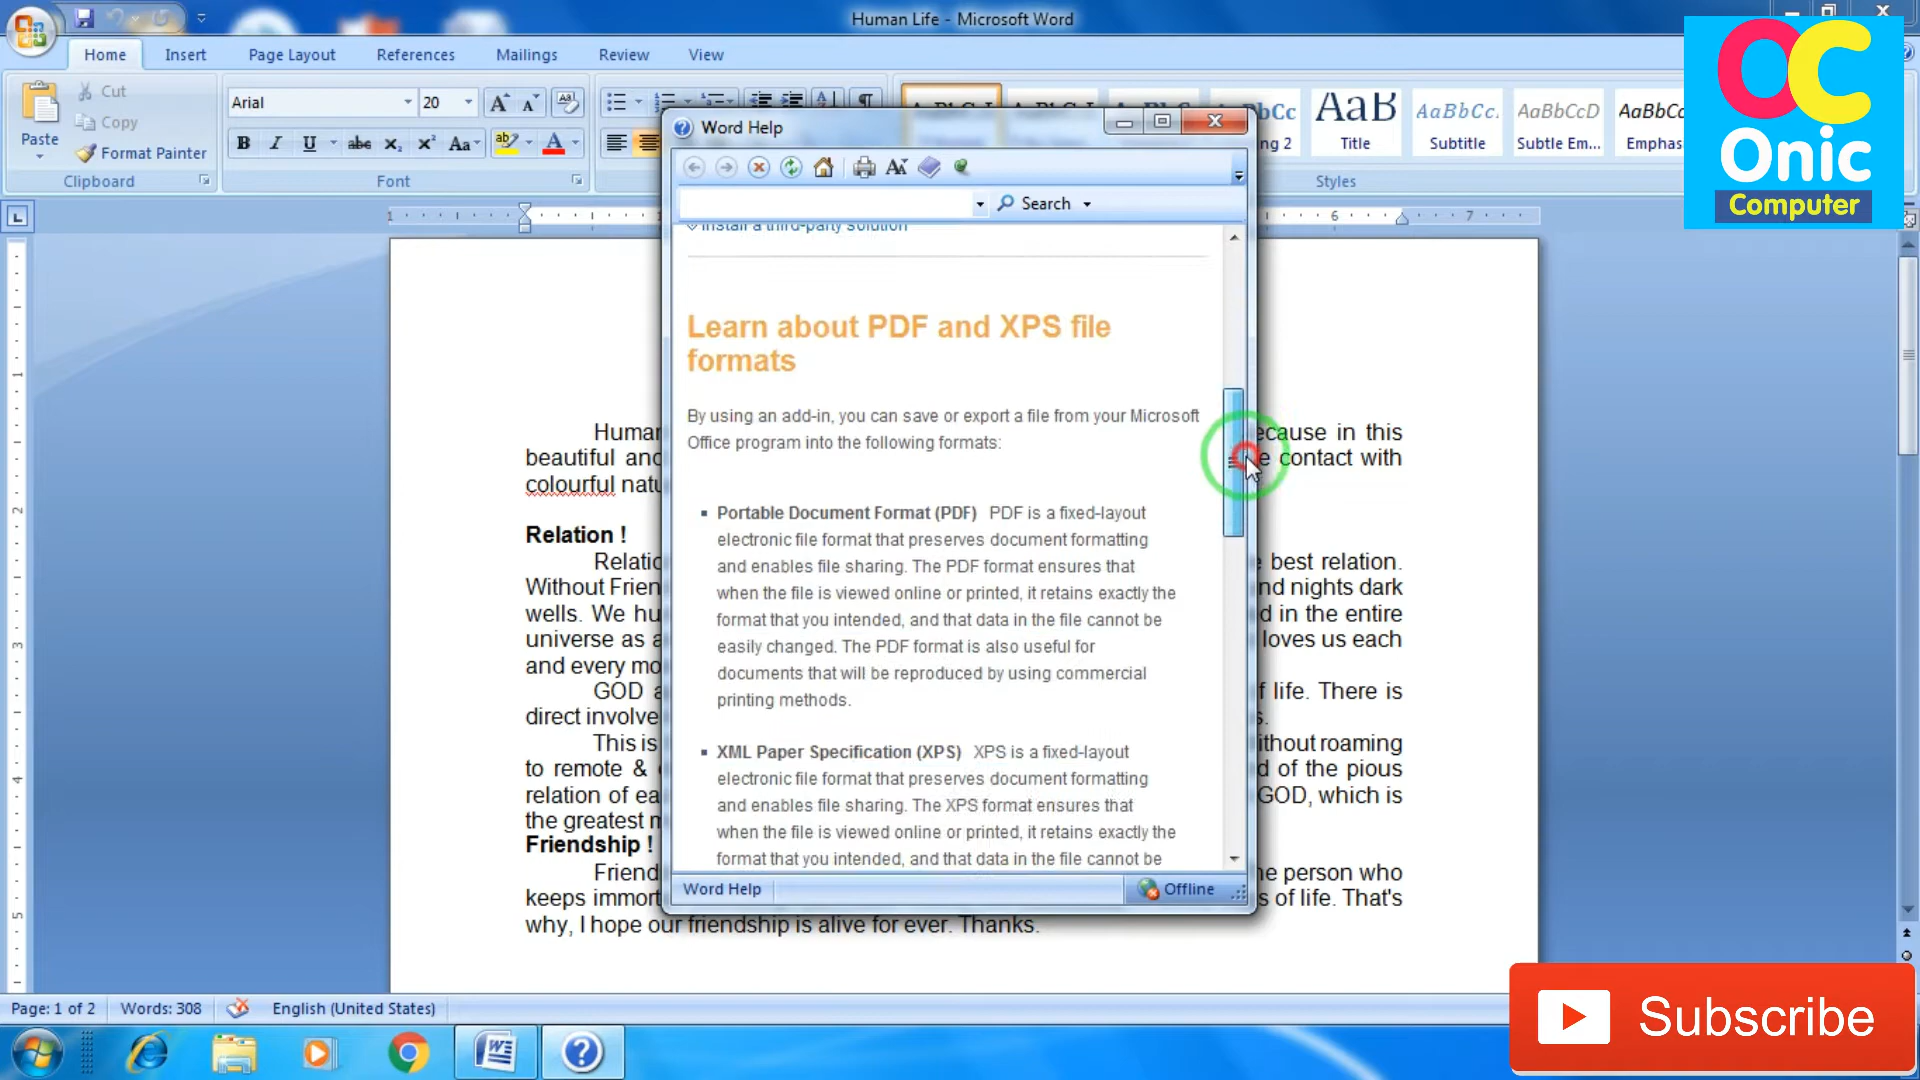 Human Life - Microsoft Word
Home Insert Page Layout References Mailings Review View
Cut
Copy
Format Painter
Paste
Clipboard
Arial 20
Font
Title
Subtitle
Subtle Em...
Emphas
Styles
OC
Onic
Computer
Word Help
Search
Install a third-party solution
Learn about PDF and XPS file
formats
By using an add-in, you can save or export a file from your Microsoft
Office program into the following formats:
Portable Document Format (PDF) PDF is a fixed-layout
electronic file format that preserves document formatting
and enables file sharing. The PDF format ensures that
when the file is viewed online or printed, it retains exactly the
format that you intended, and that data in the file cannot be
easily changed. The PDF format is also useful for
documents that will be reproduced by using commercial
printing methods.
XML Paper Specification (XPS) XPS is a fixed-layout
electronic file format that preserves document formatting
and enables file sharing. The XPS format ensures that
when the file is viewed online or printed, it retains exactly the
format that you intended, and that data in the file cannot be
Word Help Offline
Human
beautiful and
colourful natu
Relation !
Relatio
Without Frien
wells. We hu
universe as a
and every mo
GOD a
direct involve
This is
to remote &
relation of ea
the greatest m
Friendship !
Friend
keeps immort
why, I hope our friendship is alive for ever. Thanks.
ecause in this
e contact with
best relation.
nd nights dark
d in the entire
loves us each
f life. There is
s.
ithout roaming
d of the pious
GOD, which is
he person who
s of life. That's
Page: 1 of 2 Words: 308 English (United States)
Subscribe